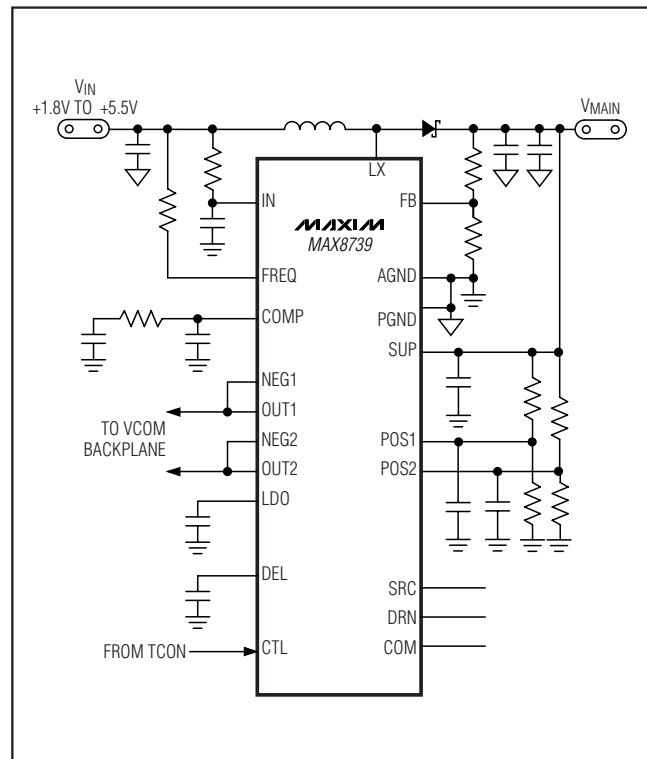 VIN
+1.8V TO +5.5V
VMAIN
LX
IN
FB
MAXIM
MAX8739
FREQ
AGND
COMP
PGND
SUP
NEG1
OUT1
TO VCOM
BACKPLANE
NEG2
OUT2
POS1
POS2
LDO
DEL
SRC
DRN
COM
FROM TCON
CTL